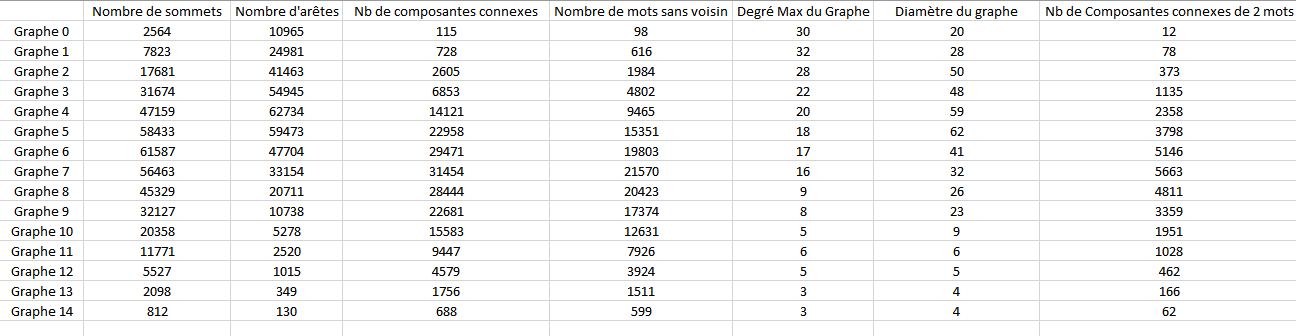 Nombre de sommets Nombre d'arêtes Nb de composantes connexes Nombre de mots sans voisin Degré Max du Graphe Diamètre du graphe Nb de Composantes connexes de 2 mots
Graphe 0 2564 10965 115 98 30 20 12
Graphe 1 7823 24981 728 616 32 28 78
Graphe 2 17681 41463 2605 1984 28 50 373
Graphe 3 31674 54945 6853 4802 22 48 1135
Graphe 4 47159 62734 14121 9465 20 59 2358
Graphe 5 58433 59473 22958 15351 18 62 3798
Graphe 6 61587 47704 29471 19803 17 41 5146
Graphe 7 56463 33154 31454 21570 16 32 5663
Graphe 8 45329 20711 28444 20423 9 26 4811
Graphe 9 32127 10738 22681 17374 8 23 3359
Graphe 10 20358 5278 15583 12631 5 9 1951
Graphe 11 11771 2520 9447 7926 6 6 1028
Graphe 12 5527 1015 4579 3924 5 5 462
Graphe 13 2098 349 1756 1511 3 4 166
Graphe 14 812 130 688 599 3 4 62